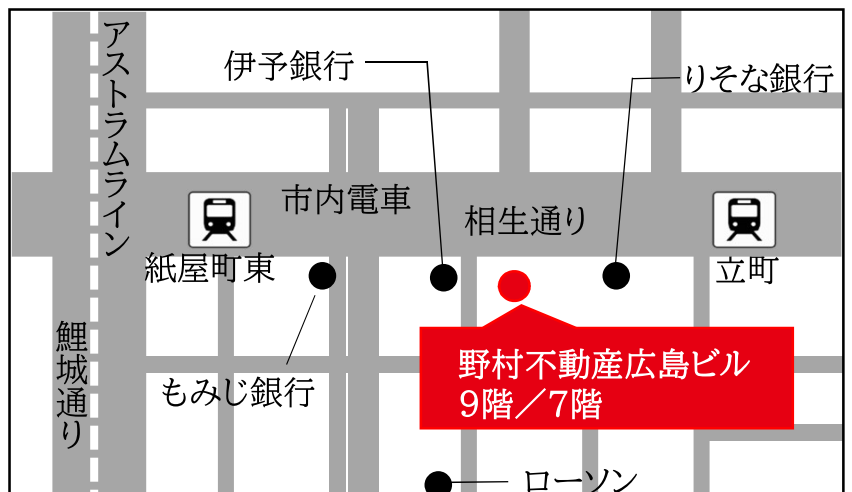 アストラムライン
伊予銀行
りそな銀行
市内電車
相生通り
紙屋町東
立町
鯉城通り
もみじ銀行
野村不動産広島ビル
9階／7階
ローソン